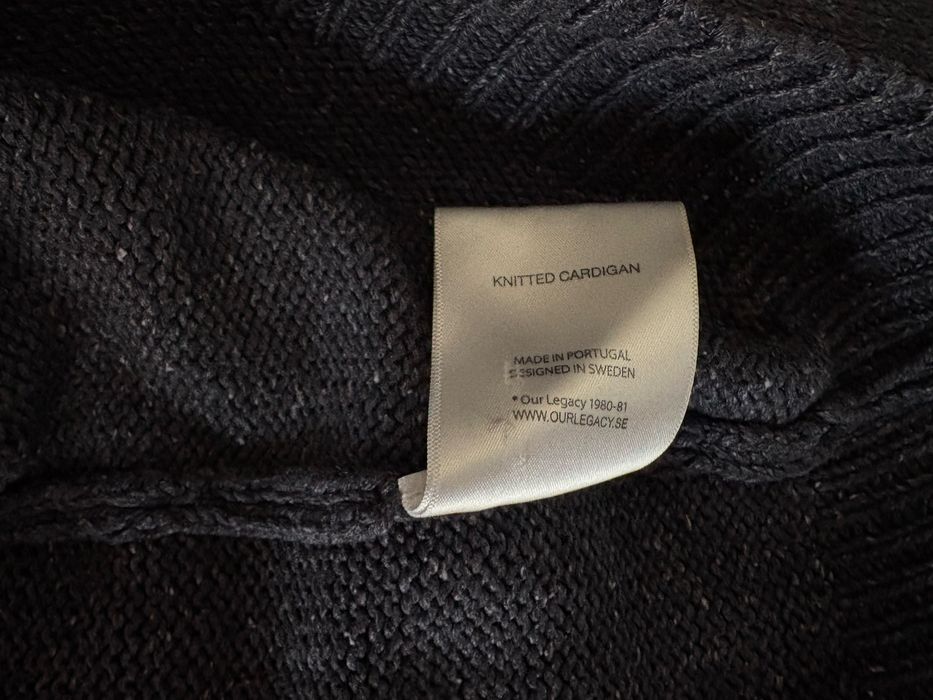 KNITTED CARDIGAN
MADE IN PORTUGAL
DESIGNED IN SWEDEN
* Our Legacy 1980-81
WWW.OURLEGACY.SE